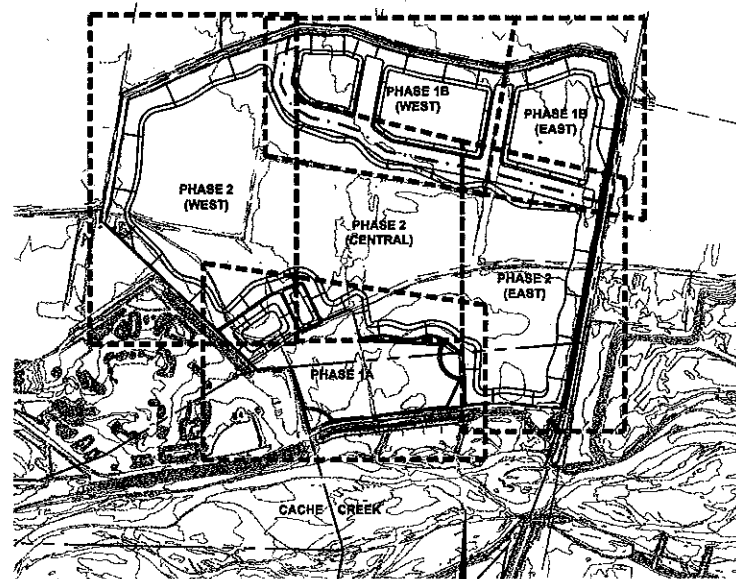 PHASE 1B
(WEST)
PHASE 1B
(EAST)
PHASE 2
(WEST)
PHASE 2
(CENTRAL)
PHASE 2
(EAST)
PHASE 1A
CACHE CREEK